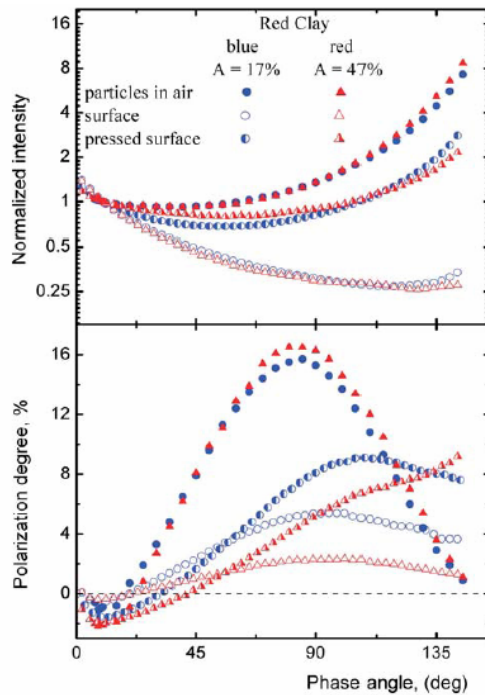 Red Clay
blue red
A = 17% A = 47%
particles in air
surface
pressed surface
Normalized intensity
16
8
4
2
1
0.5
0.25
Polarization degree, %
16
12
8
4
0
0 45 90 135
Phase angle, (deg)